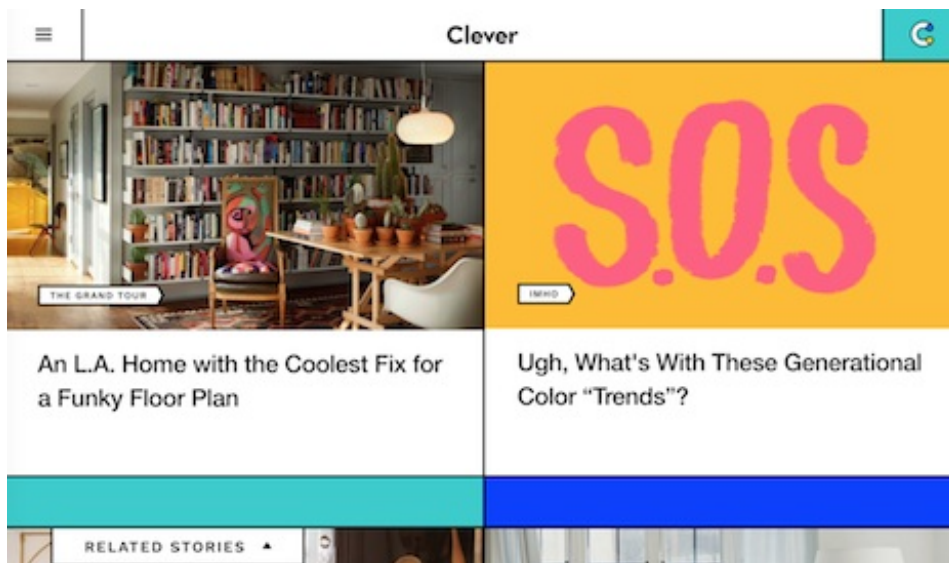 Clever
THE GRAND TOUR
An L.A. Home with the Coolest Fix for
a Funky Floor Plan
S.O.S
IMHO
Ugh, What's With These Generational
Color “Trends”?
RELATED STORIES